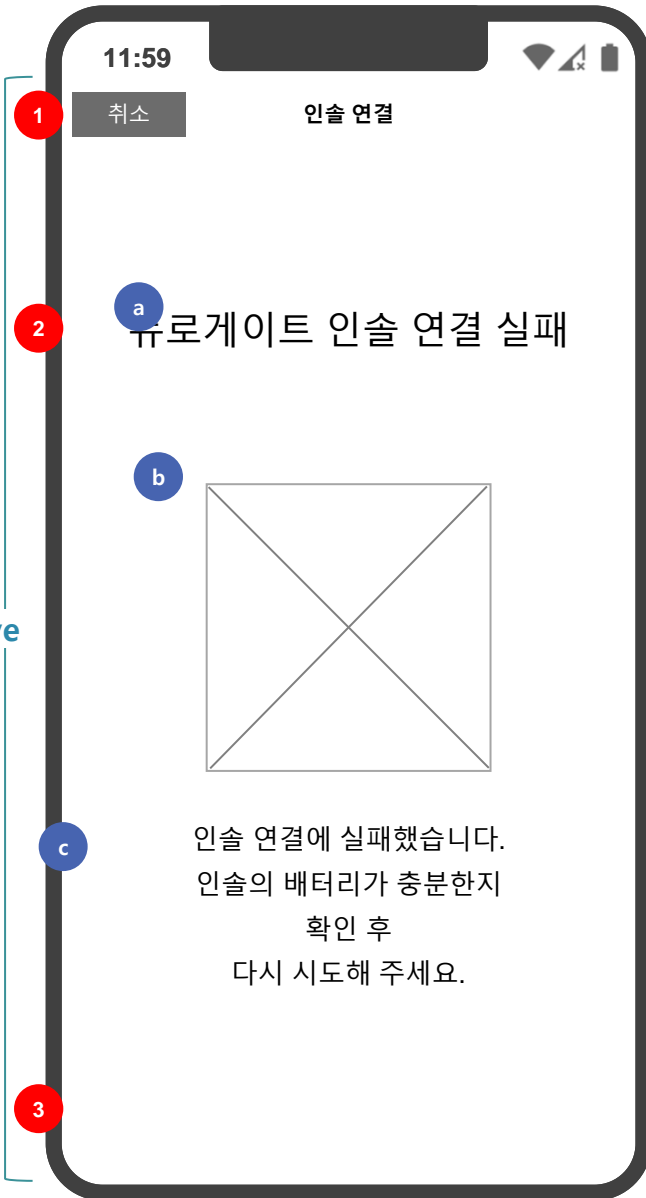 11:59
1
취소
인솔 연결
a
2
로게이트 인솔 연결 실패
b
c
인솔 연결에 실패했습니다.
인솔의 배터리가 충분한지
확인 후
다시 시도해 주세요.
3